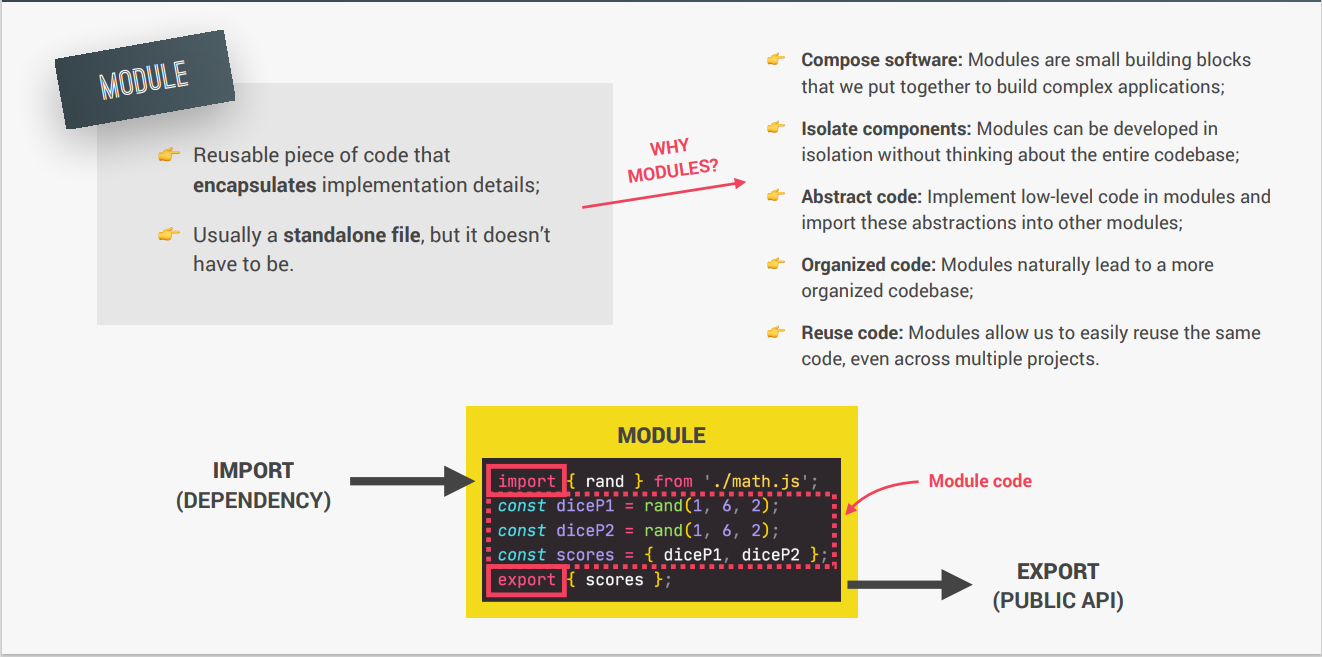 MODULE
👉 Reusable piece of code that
encapsulates implementation details;
👉 Usually a standalone file, but it doesn’t
have to be.
WHY
MODULES?
👉 Compose software: Modules are small building blocks
that we put together to build complex applications;
👉 Isolate components: Modules can be developed in
isolation without thinking about the entire codebase;
👉 Abstract code: Implement low-level code in modules and
import these abstractions into other modules;
👉 Organized code: Modules naturally lead to a more
organized codebase;
👉 Reuse code: Modules allow us to easily reuse the same
code, even across multiple projects.
IMPORT
(DEPENDENCY)
MODULE
import { rand } from './math.js';
const diceP1 = rand(1, 6, 2);
const diceP2 = rand(1, 6, 2);
const scores = { diceP1, diceP2 };
export { scores };
Module code
EXPORT
(PUBLIC API)